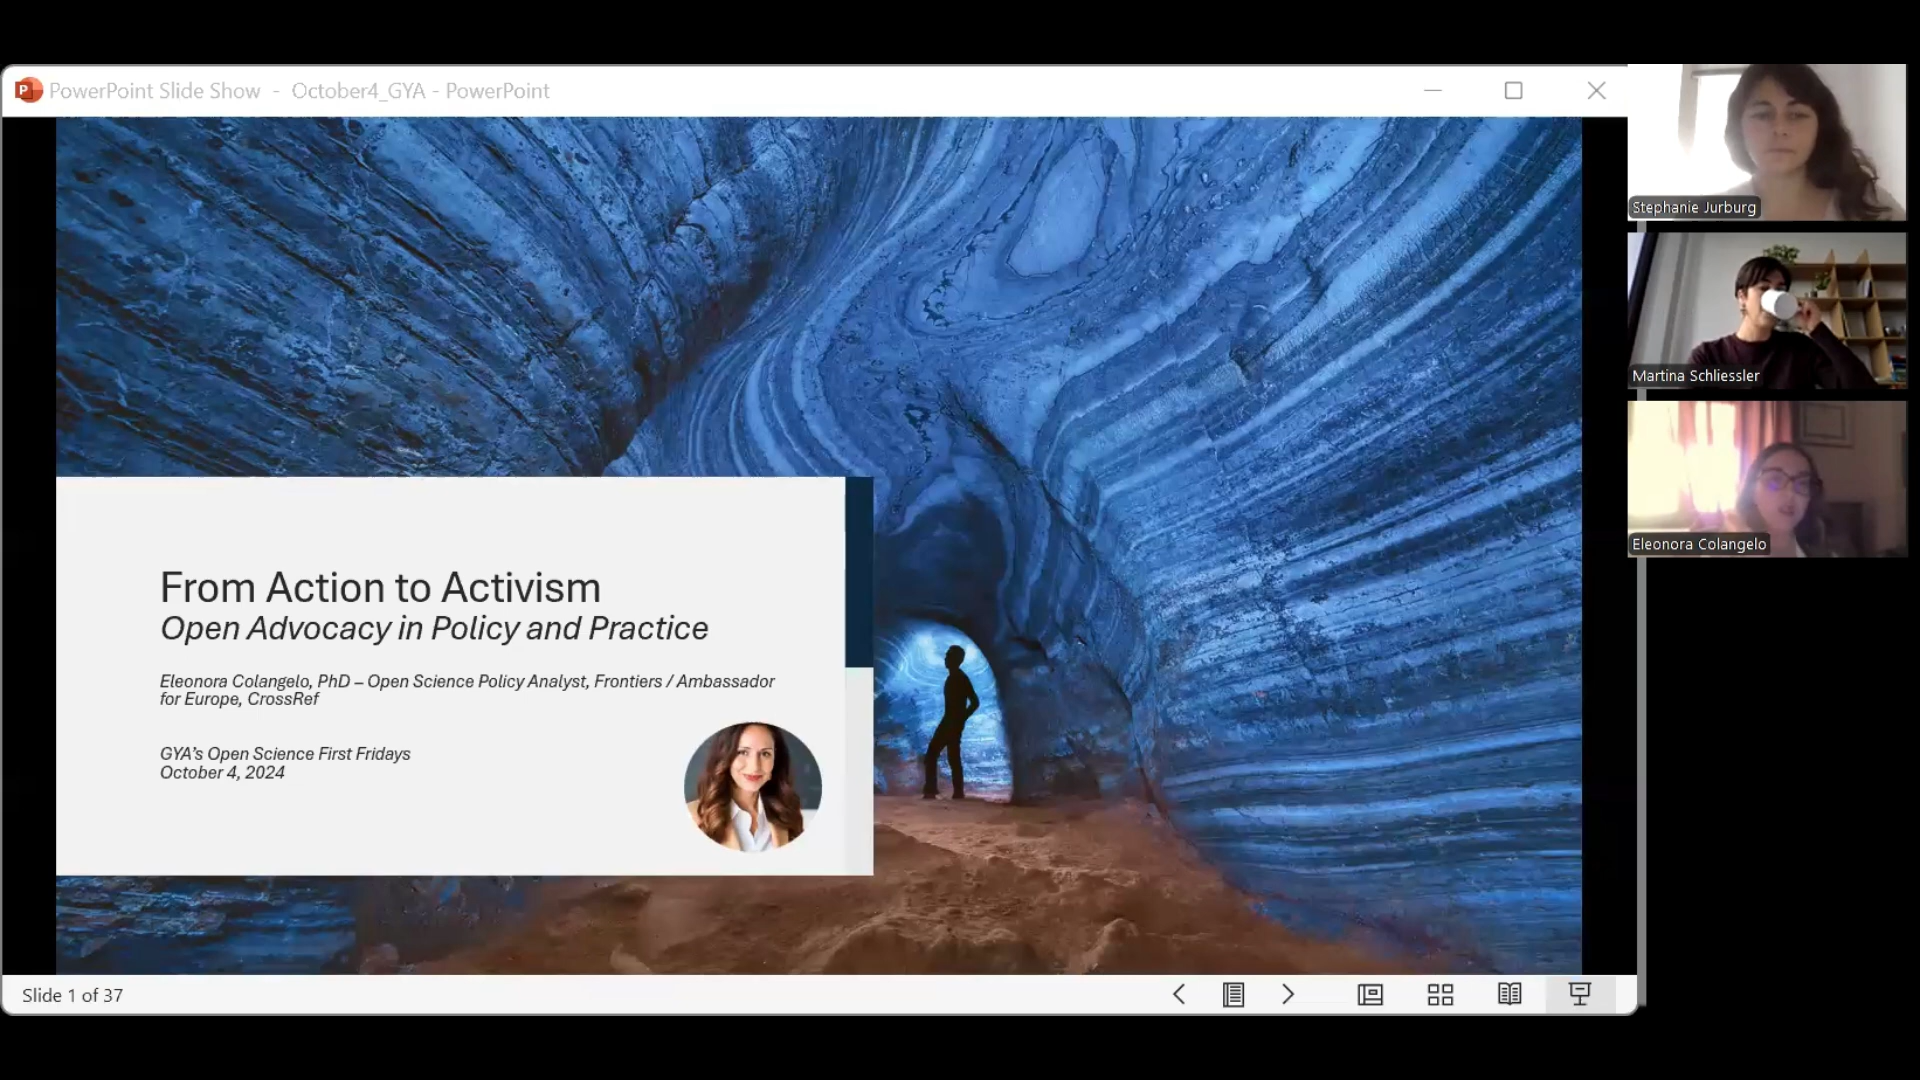 PowerPoint Slide Show - October4_GYA - PowerPoint
From Action to Activism
Open Advocacy in Policy and Practice
Eleonora Colangelo, PhD – Open Science Policy Analyst, Frontiers / Ambassador
for Europe, CrossRef
GYA’s Open Science First Fridays
October 4, 2024
Slide 1 of 37
Stephanie Jurburg
Martina Schliessler
Eleonora Colangelo